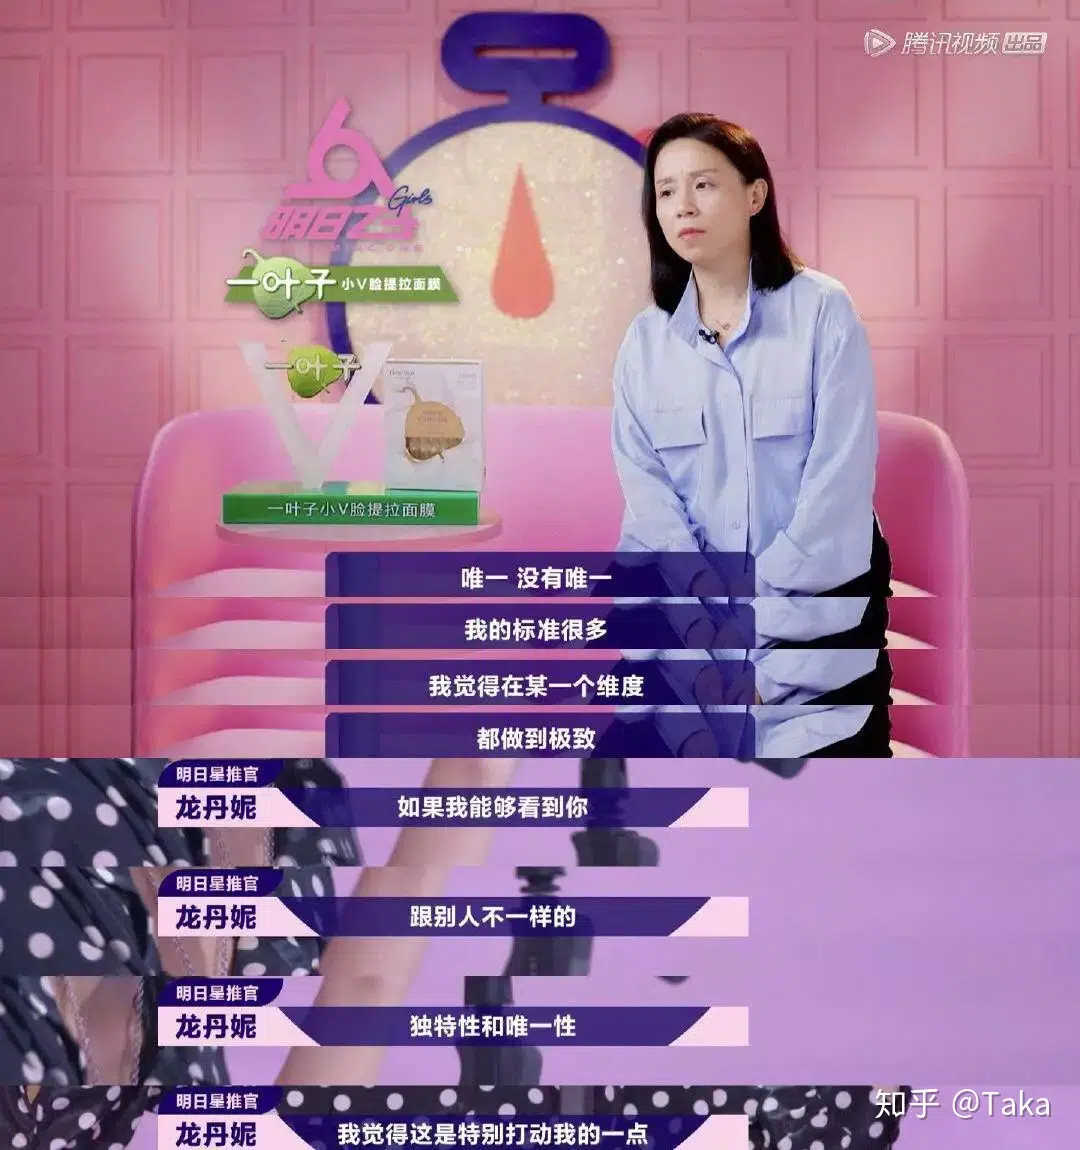 腾讯视频 出品
Girls
明日之子
一叶子 小V脸提拉面膜
一叶子
一叶子小V脸提拉面膜
唯一 没有唯一
我的标准很多
我觉得在某一个维度
都做到极致
明日星推官
龙丹妮
如果我能够看到你
明日星推官
龙丹妮
跟别人不一样的
明日星推官
龙丹妮
独特性和唯一性
明日星推官
龙丹妮
我觉得这是特别打动我的一点
知乎 @Taka